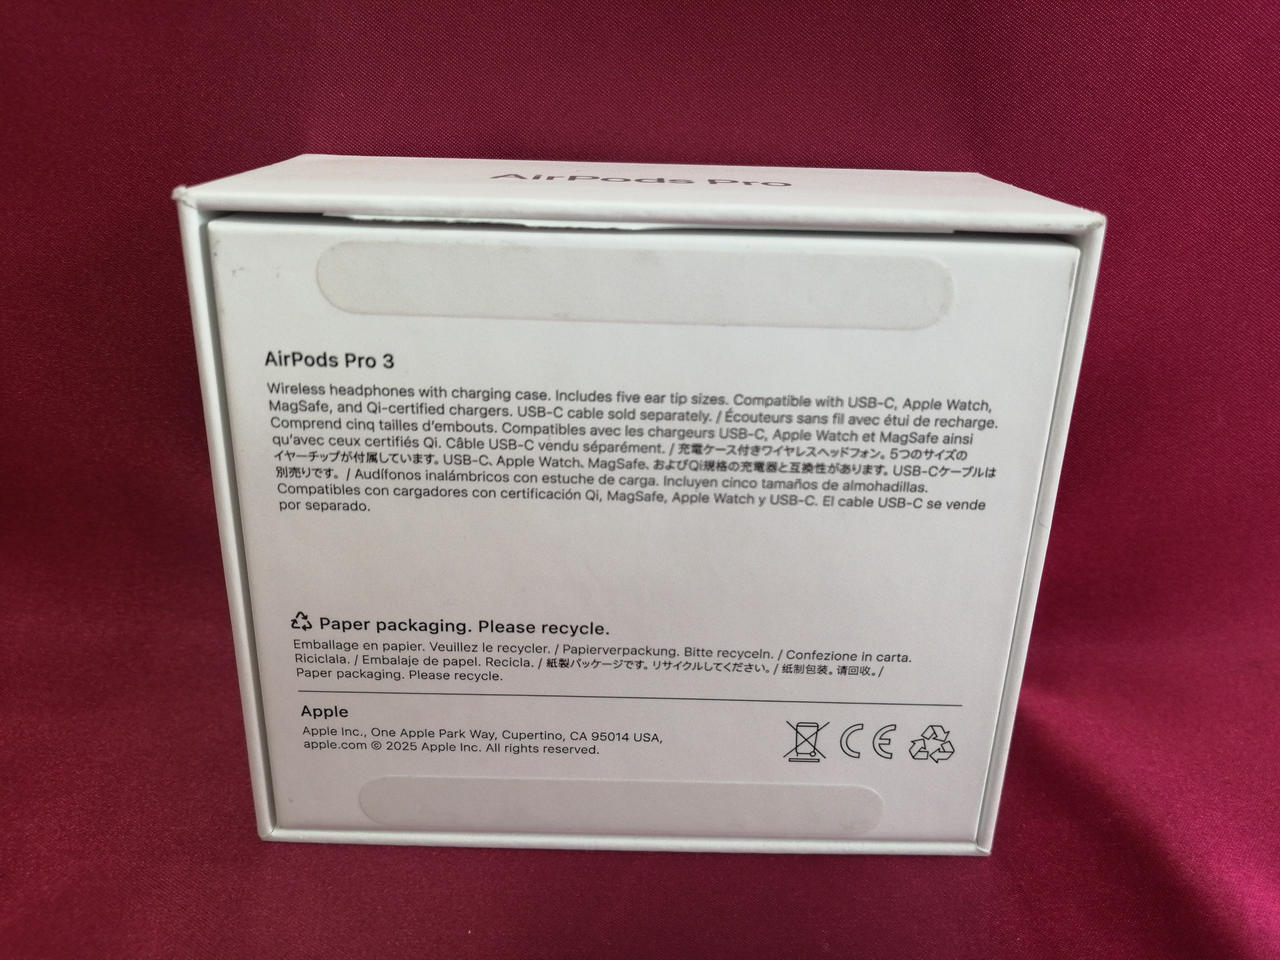 AirPods Pro
AirPods Pro 3
Wireless headphones with charging case. Includes five ear tip sizes. Compatible with USB-C, Apple Watch,
MagSafe, and Qi-certified chargers. USB-C cable sold separately. / Écouteurs sans fil avec étui de recharge.
Comprend cinq tailles d'embouts. Compatibles avec les chargeurs USB-C, Apple Watch et MagSafe ainsi
qu'avec ceux certifiés Qi. Câble USB-C vendu séparément. / 充電ケース付きワイヤレスヘッドフォン。5つのサイズの
イヤーチップが付属しています。USB-C、Apple Watch、MagSafe、およびQi規格の充電器と互換性があります。USB-Cケーブルは
別売りです。 / Audífonos inalámbricos con estuche de carga. Incluyen cinco tamaños de almohadillas.
Compatibles con cargadores con certificación Qi, MagSafe, Apple Watch y USB-C. El cable USB-C se vende
por separado.
Paper packaging. Please recycle.
Emballage en papier. Veuillez le recycler. / Papierverpackung. Bitte recyceln. / Confezione in carta.
Riciclala. / Embalaje de papel. Recicla. / 紙製パッケージです。リサイクルしてください。 / 纸制包装。请回收。 /
Paper packaging. Please recycle.
Apple
Apple Inc., One Apple Park Way, Cupertino, CA 95014 USA,
apple.com © 2025 Apple Inc. All rights reserved.
CE